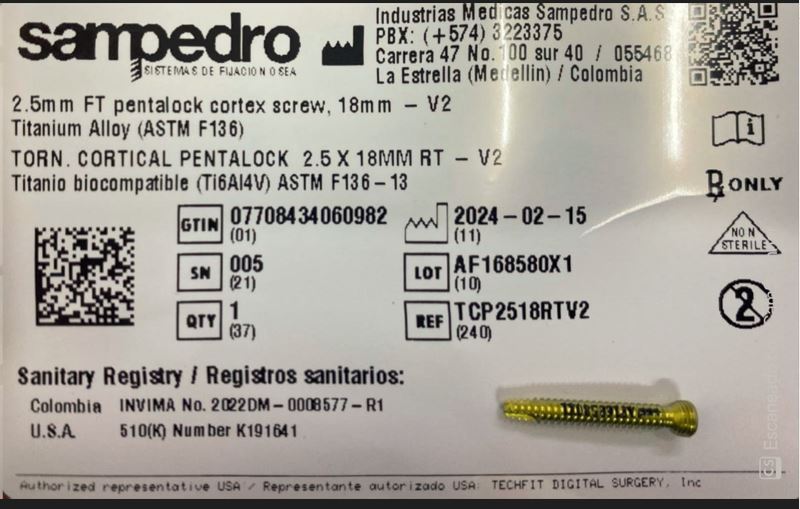 sampedro
SISTEMAS DE FIJACION OSEA
Industrias Medicas Sampedro S.A.S
PBX: (+574) 3223375
Carrera 47 No. 100 sur 40 / 055468
La Estrella (Medellin) / Colombia
2.5mm FT pentalock cortex screw, 18mm - V2
Titanium Alloy (ASTM F136)
TORN. CORTICAL PENTALOCK 2.5 X 18MM RT - V2
Titanio biocompatible (Ti6Al4V) ASTM F136-13
GTIN 07708434060982
(01)
SN 005
(21)
QTY 1
(37)
2024-02-15
(11)
LOT AF168580X1
(10)
REF TCP2518RTV2
(240)
i
Rx ONLY
NON
STERILE
2
Sanitary Registry / Registros sanitarios:
Colombia INVIMA No. 2022DM-0008577-R1
U.S.A. 510(K) Number K191641
Authorized representative USA / Representante autorizado USA: TECHFIT DIGITAL SURGERY, Inc
CS Escaneado